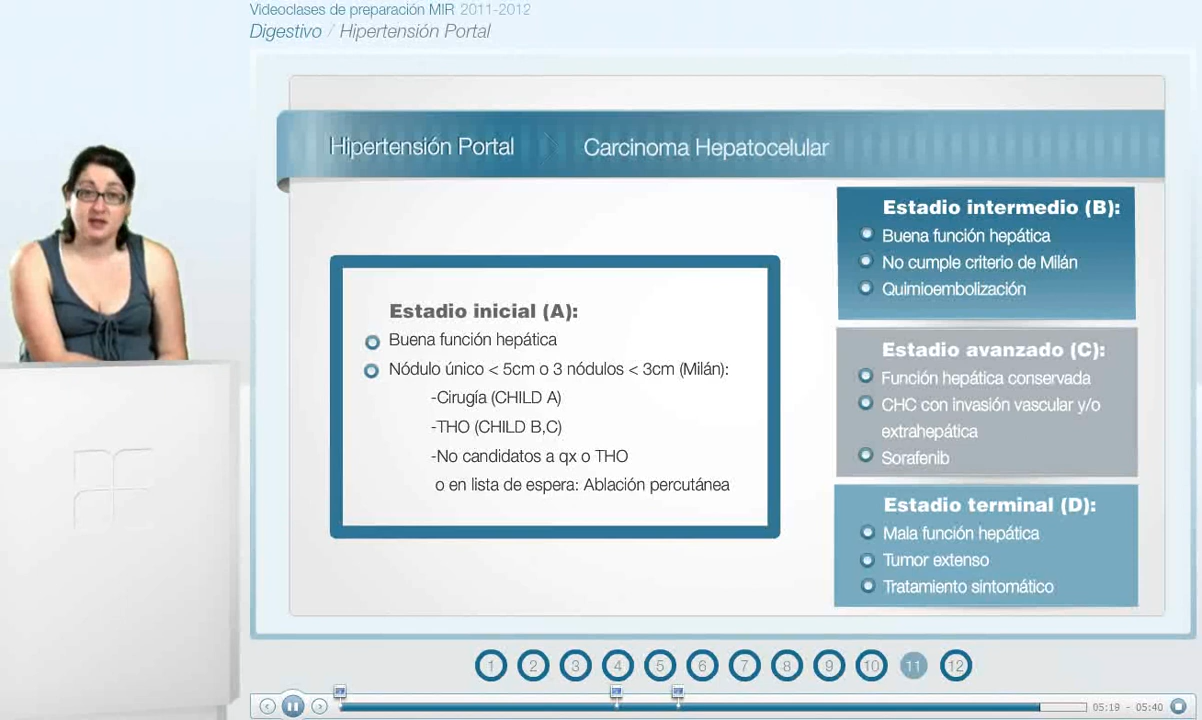 Videoclases de preparación MIR 2011-2012
Digestivo / Hipertensión Portal
Hipertensión Portal
Carcinoma Hepatocelular
Estadio inicial (A):
Buena función hepática
Nódulo único < 5cm o 3 nódulos < 3cm (Milán):
-Cirugía (CHILD A)
-THO (CHILD B,C)
-No candidatos a qx o THO
o en lista de espera: Ablación percutánea
Estadio intermedio (B):
Buena función hepática
No cumple criterio de Milán
Quimioembolización
Estadio avanzado (C):
Función hepática conservada
CHC con invasión vascular y/o
extrahepática
Sorafenib
Estadio terminal (D):
Mala función hepática
Tumor extenso
Tratamiento sintomático
1 2 3 4 5 6 7 8 9 10 11 12
05:19 - 05:40